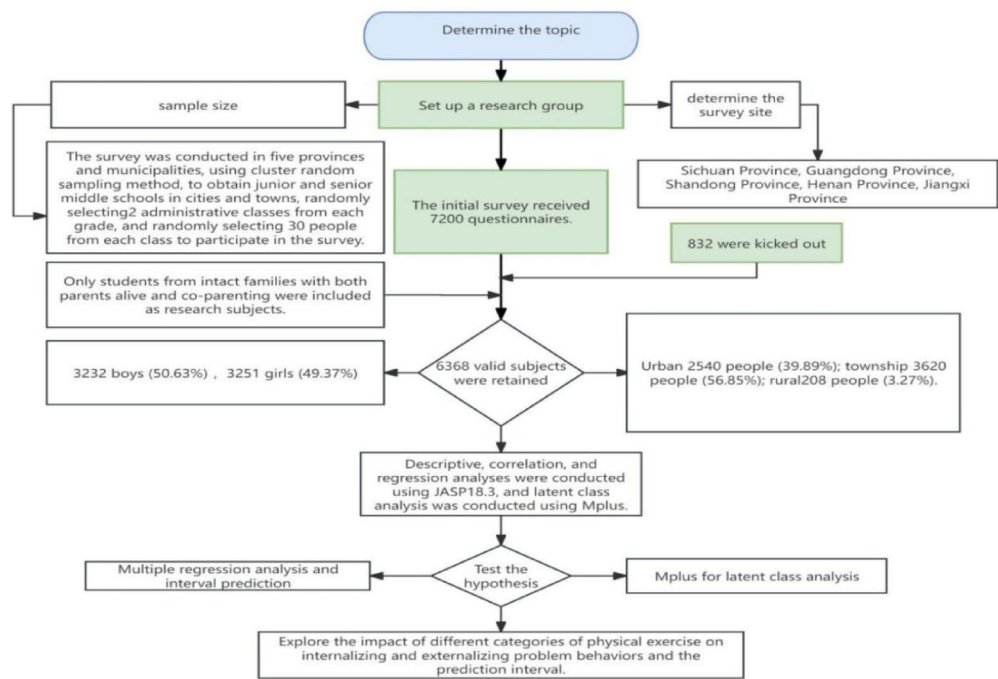 Determine the topic
sample size
Set up a research group
determine the
survey site
The survey was conducted in five provinces
and municipalities, using cluster random
sampling method, to obtain junior and senior
middle schools in cities and towns, randomly
selecting2 administrative classes from each
grade, and randomly selecting 30 people
from each class to participate in the survey.
The initial survey received
7200 questionnaires.
Sichuan Province, Guangdong Province,
Shandong Province, Henan Province, Jiangxi
Province
832 were kicked out
Only students from intact families with both
parents alive and co-parenting were included
as research subjects.
3232 boys (50.63%) ，3251 girls (49.37%)
6368 valid subjects
were retained
Urban 2540 people (39.89%); township 3620
people (56.85%); rural208 people (3.27%).
Descriptive, correlation, and
regression analyses were conducted
using JASP18.3, and latent class
analysis was conducted using Mplus.
Multiple regression analysis and
interval prediction
Test the
hypothesis
Mplus for latent class analysis
Explore the impact of different categories of physical exercise on
internalizing and externalizing problem behaviors and the
prediction interval.